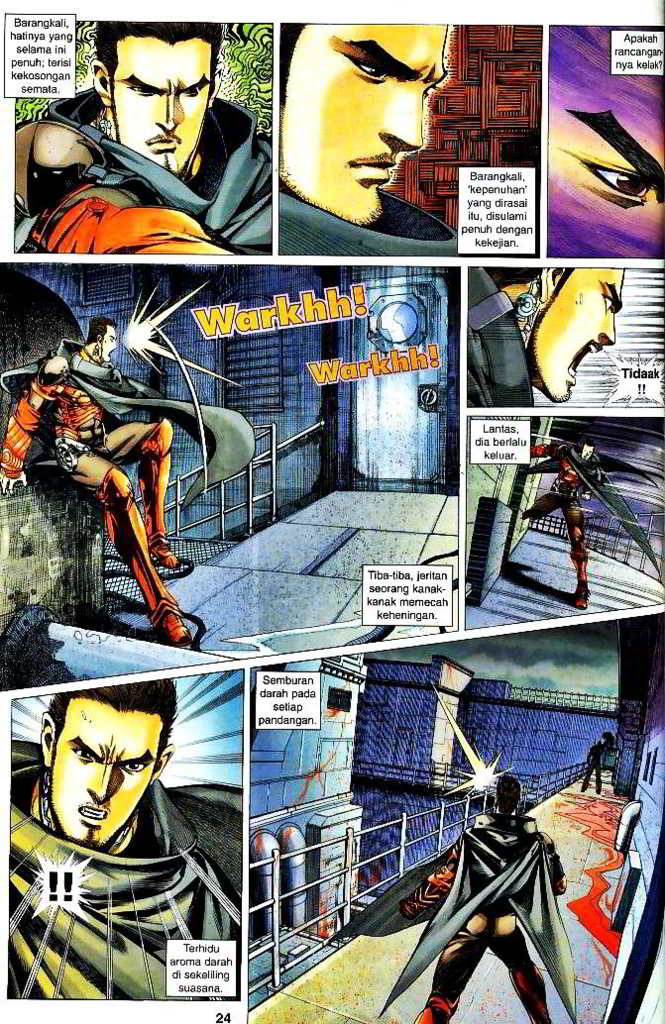 Barangkali,
hatinya yang
selama ini
penuh; terisi
kekosongan
semata.
Barangkali,
'kepenuhan'
yang dirasai
itu, disulami
penuh dengan
kekejian.
Apakah
rancangan-
nya kelak?
Warkhh!
Warkhh!
Tiba-tiba, jeritan
seorang kanak-
kanak memecah
keheningan.
Tidaak
!!
Lantas,
dia berlalu
keluar.
!!
Terhidu
aroma darah
di sekeliling
suasana.
Semburan
darah pada
setiap
pandangan.
24